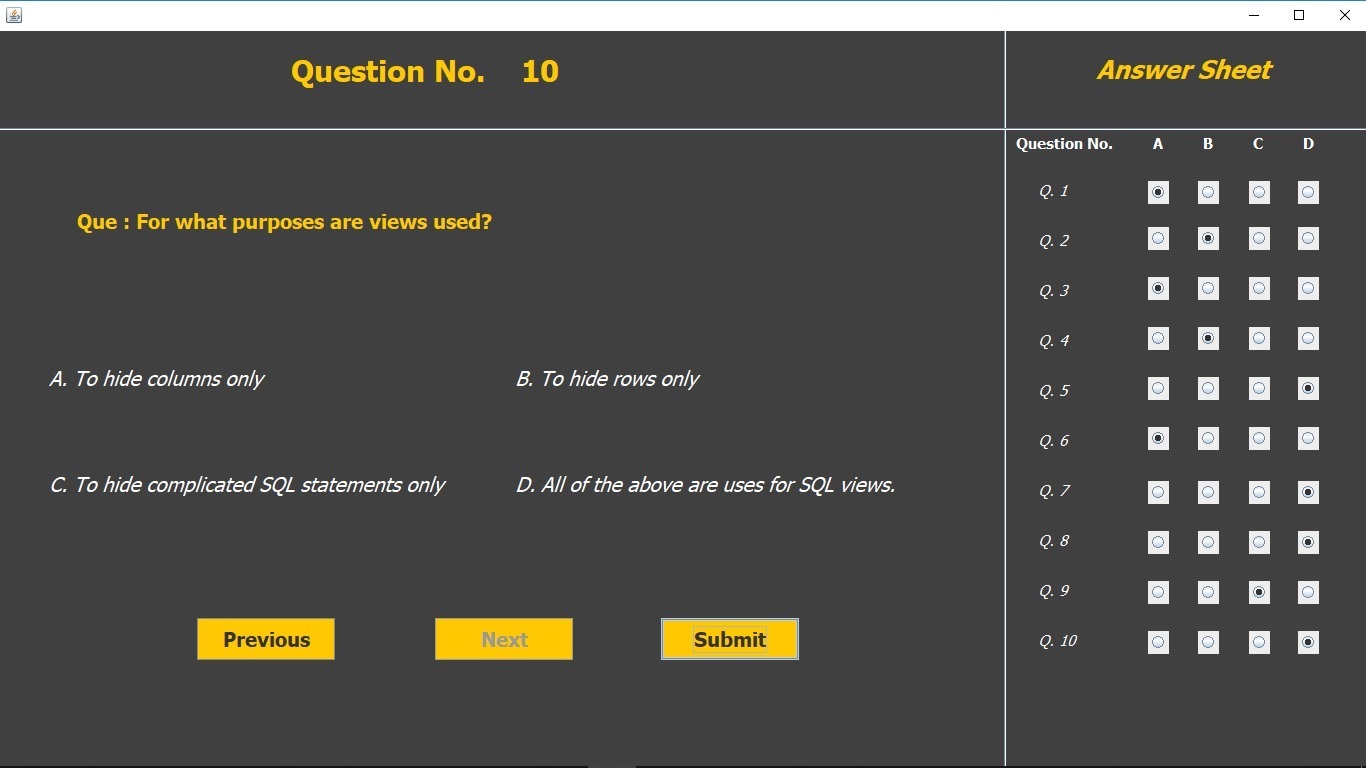 Question No. 10
Que : For what purposes are views used?
A. To hide columns only
B. To hide rows only
C. To hide complicated SQL statements only
D. All of the above are uses for SQL views.
Previous
Next
Submit
Answer Sheet
Question No. A B C D
Q. 1
Q. 2
Q. 3
Q. 4
Q. 5
Q. 6
Q. 7
Q. 8
Q. 9
Q. 10